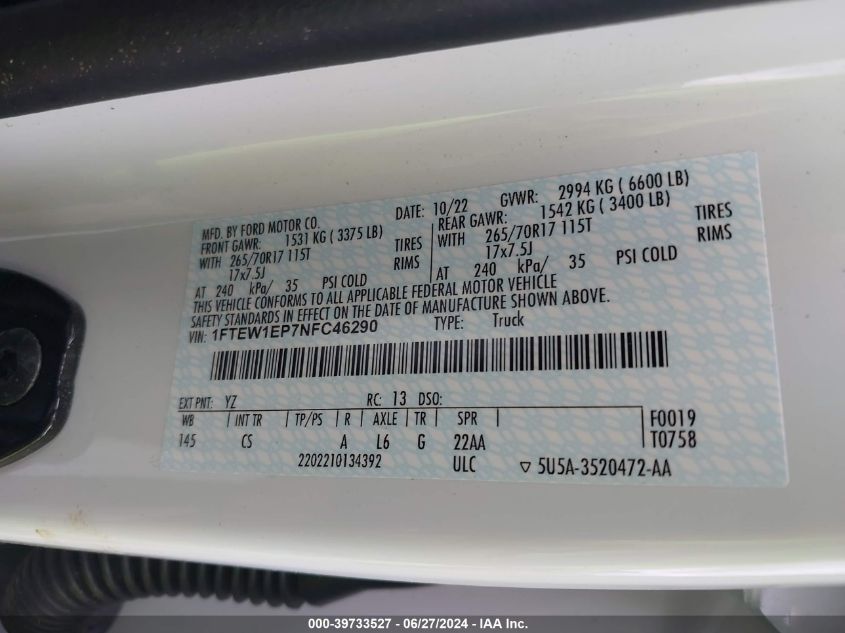 MFD. BY FORD MOTOR CO. DATE: 10/22 GVWR: 2994 KG ( 6600 LB)
FRONT GAWR: 1531 KG ( 3375 LB) REAR GAWR: 1542 KG ( 3400 LB)
WITH 265/70R17 115T TIRES WITH 265/70R17 115T TIRES
17x7.5J RIMS 17x7.5J RIMS
AT 240 kPa/ 35 PSI COLD AT 240 kPa/ 35 PSI COLD
THIS VEHICLE CONFORMS TO ALL APPLICABLE FEDERAL MOTOR VEHICLE
SAFETY STANDARDS IN EFFECT ON THE DATE OF MANUFACTURE SHOWN ABOVE.
VIN: 1FTEW1EP7NFC46290 TYPE: Truck
EXT PNT: YZ RC: 13 DSO:
WB INT TR TP/PS R AXLE TR SPR F0019
145 CS A L6 G 22AA T0758
2202210134392 ULC ▽ 5U5A-3520472-AA
000-39733527 - 06/27/2024 - IAA Inc.